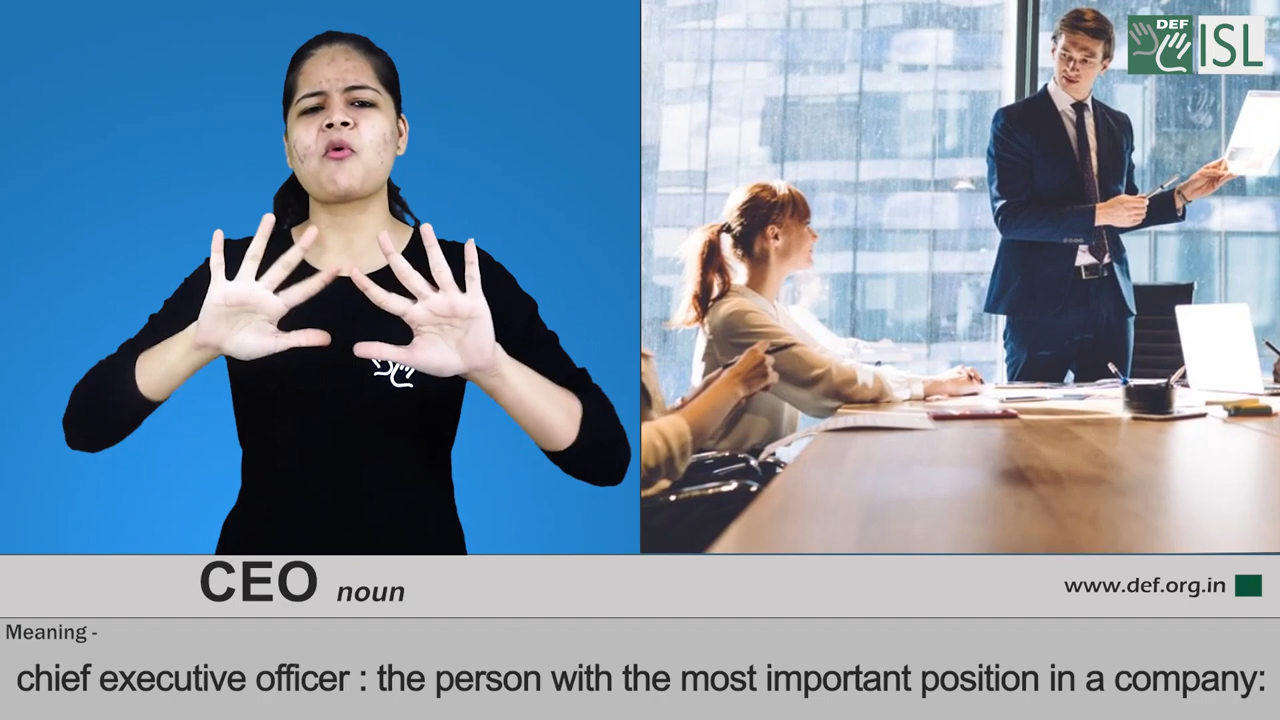 DEF
ISL
CEO noun
www.def.org.in
Meaning -
chief executive officer : the person with the most important position in a company: